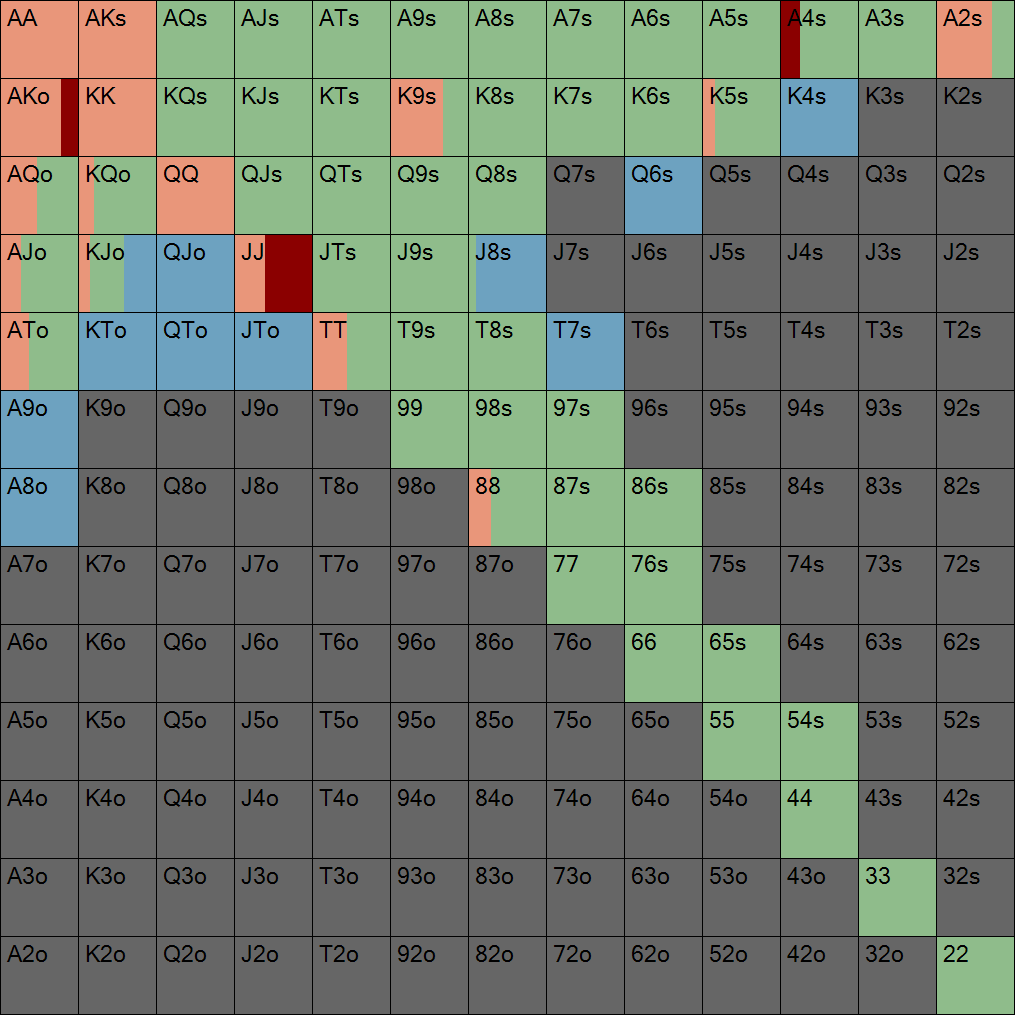 AA AKs AQs AJs ATs A9s A8s A7s A6s A5s A4s A3s A2s
AKo KK KQs KJs KTs K9s K8s K7s K6s K5s K4s K3s K2s
AQo KQo QQ QJs QTs Q9s Q8s Q7s Q6s Q5s Q4s Q3s Q2s
AJo KJo QJo JJ JTs J9s J8s J7s J6s J5s J4s J3s J2s
ATo KTo QTo JTo TT T9s T8s T7s T6s T5s T4s T3s T2s
A9o K9o Q9o J9o T9o 99 98s 97s 96s 95s 94s 93s 92s
A8o K8o Q8o J8o T8o 98o 88 87s 86s 85s 84s 83s 82s
A7o K7o Q7o J7o T7o 97o 87o 77 76s 75s 74s 73s 72s
A6o K6o Q6o J6o T6o 96o 86o 76o 66 65s 64s 63s 62s
A5o K5o Q5o J5o T5o 95o 85o 75o 65o 55 54s 53s 52s
A4o K4o Q4o J4o T4o 94o 84o 74o 64o 54o 44 43s 42s
A3o K3o Q3o J3o T3o 93o 83o 73o 63o 53o 43o 33 32s
A2o K2o Q2o J2o T2o 92o 82o 72o 62o 52o 42o 32o 22